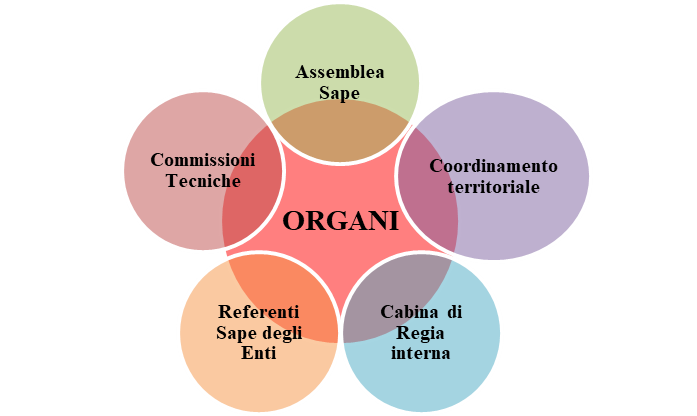 Assemblea
Sape
Commissioni
Tecniche
Coordinamento
territoriale
ORGANI
Referenti
Sape degli
Enti
Cabina di
Regia
interna